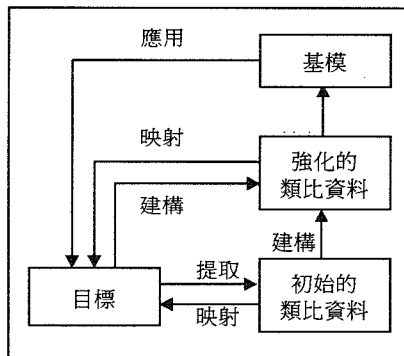 應用
基模
映射
強化的
類比資料
建構
建構
提取
目標
初始的
類比資料
映射